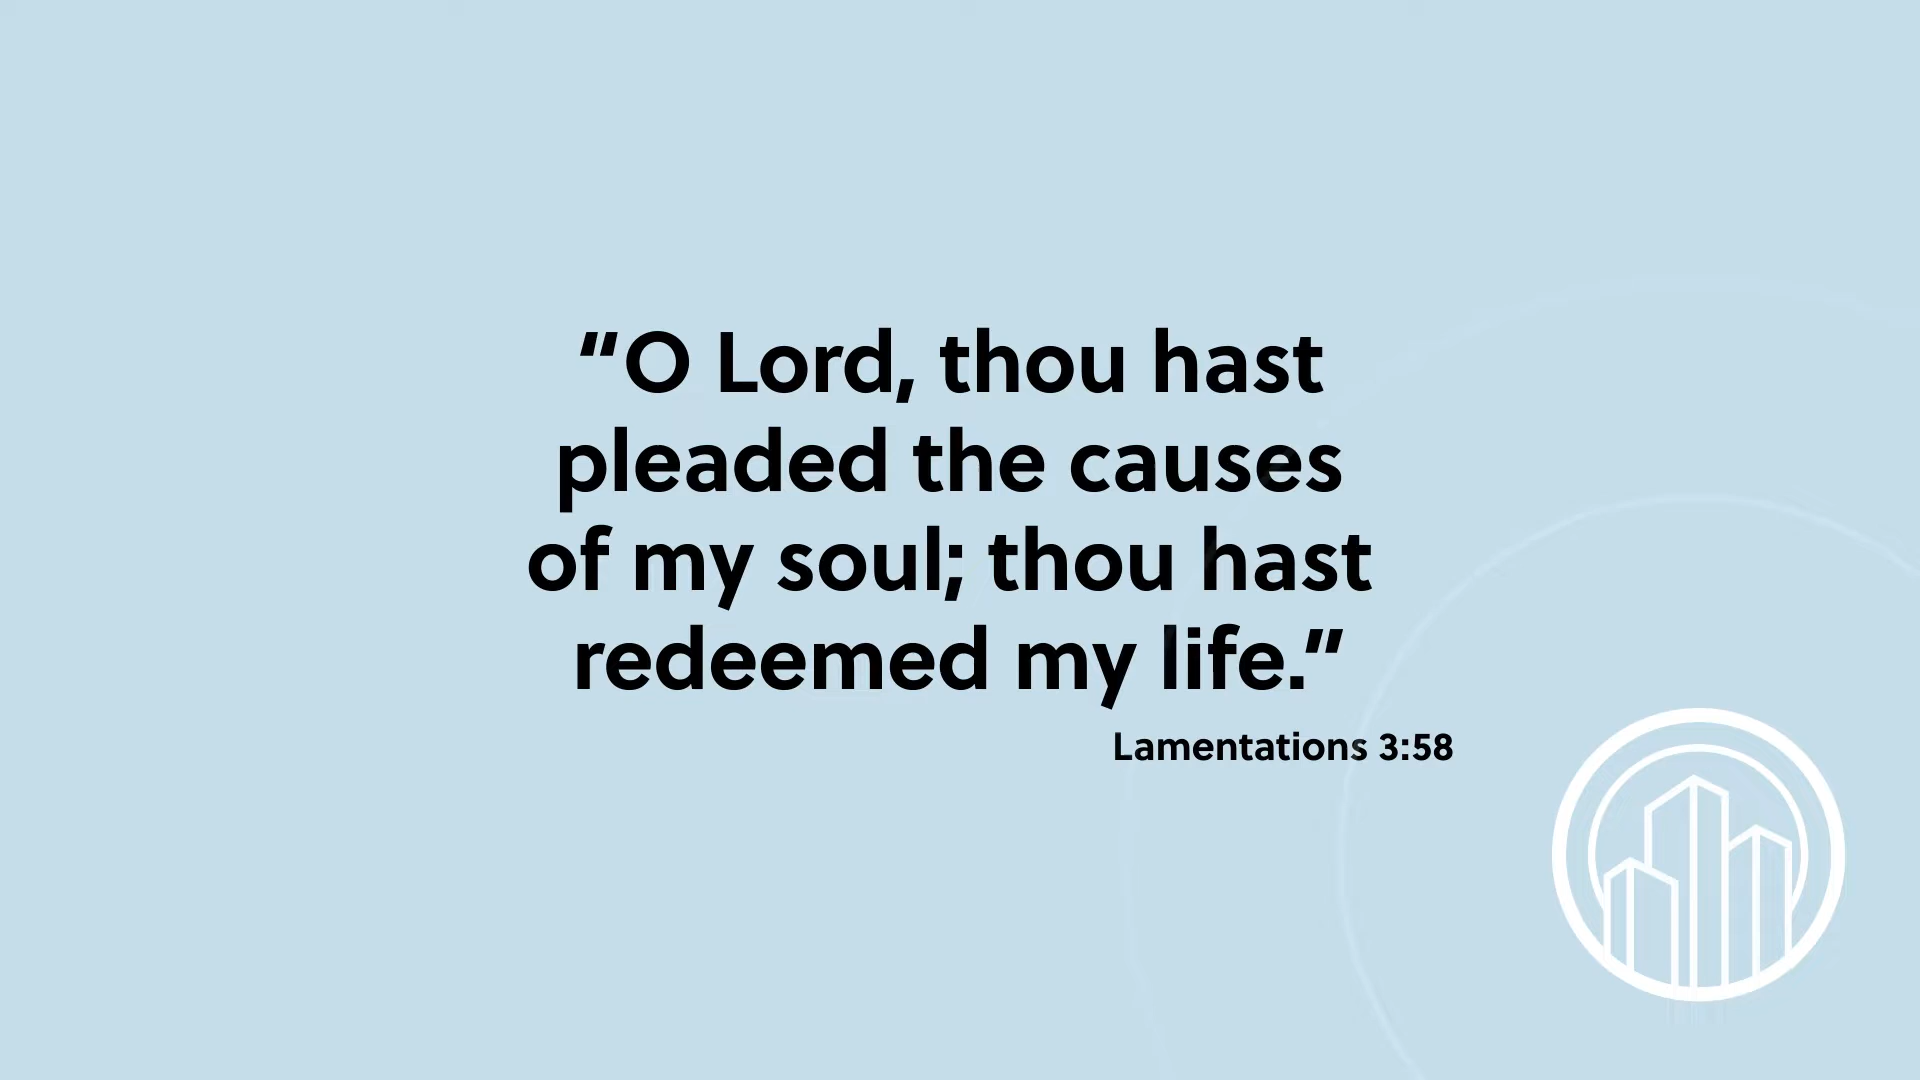 “O Lord, thou hast
pleaded the causes
of my soul; thou hast
redeemed my life.”
Lamentations 3:58